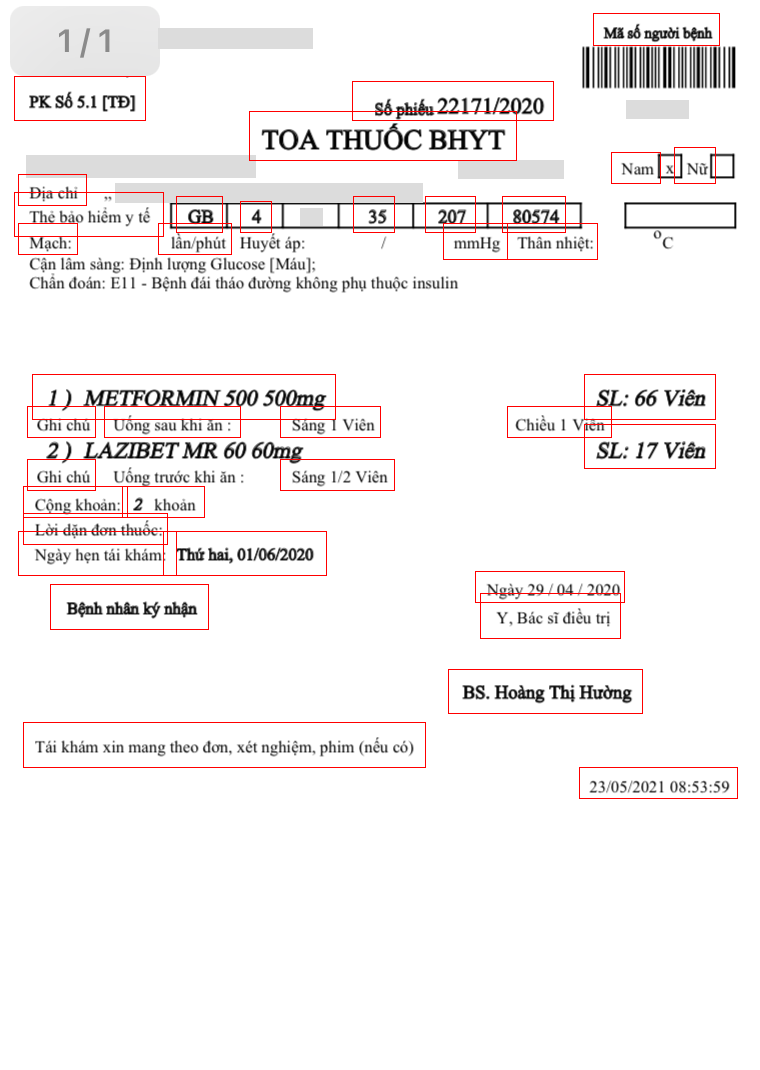 1/1
Mã số người bệnh
PK Số 5.1 [TĐ]
Số phiếu 22171/2020
TOA THUỐC BHYT
Nam x Nữ
Địa chỉ ,,
Thẻ bảo hiểm y tế GB 4 35 207 80574
Mạch: lần/phút Huyết áp: / mmHg Thân nhiệt: °C
Cận lâm sàng: Định lượng Glucose [Máu];
Chẩn đoán: E11 - Bệnh đái tháo đường không phụ thuộc insulin
1 ) METFORMIN 500 500mg SL: 66 Viên
Ghi chú Uống sau khi ăn : Sáng 1 Viên Chiều 1 Viên
2 ) LAZIBET MR 60 60mg SL: 17 Viên
Ghi chú Uống trước khi ăn : Sáng 1/2 Viên
Cộng khoản: 2 khoản
Lời dặn đơn thuốc:
Ngày hẹn tái khám: Thứ hai, 01/06/2020
Ngày 29 / 04 / 2020
Bệnh nhân ký nhận
Y, Bác sĩ điều trị
BS. Hoàng Thị Hường
Tái khám xin mang theo đơn, xét nghiệm, phim (nếu có)
23/05/2021 08:53:59